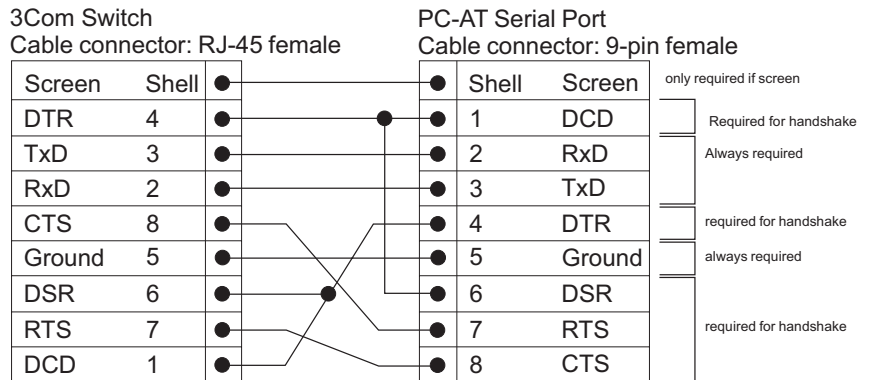 3Com Switch PC-AT Serial Port
Cable connector: RJ-45 female Cable connector: 9-pin female
Screen Shell Shell Screen only required if screen
DTR 4 1 DCD Required for handshake
TxD 3 2 RxD Always required
RxD 2 3 TxD
CTS 8 4 DTR required for handshake
Ground 5 5 Ground always required
DSR 6 6 DSR
RTS 7 7 RTS required for handshake
DCD 1 8 CTS